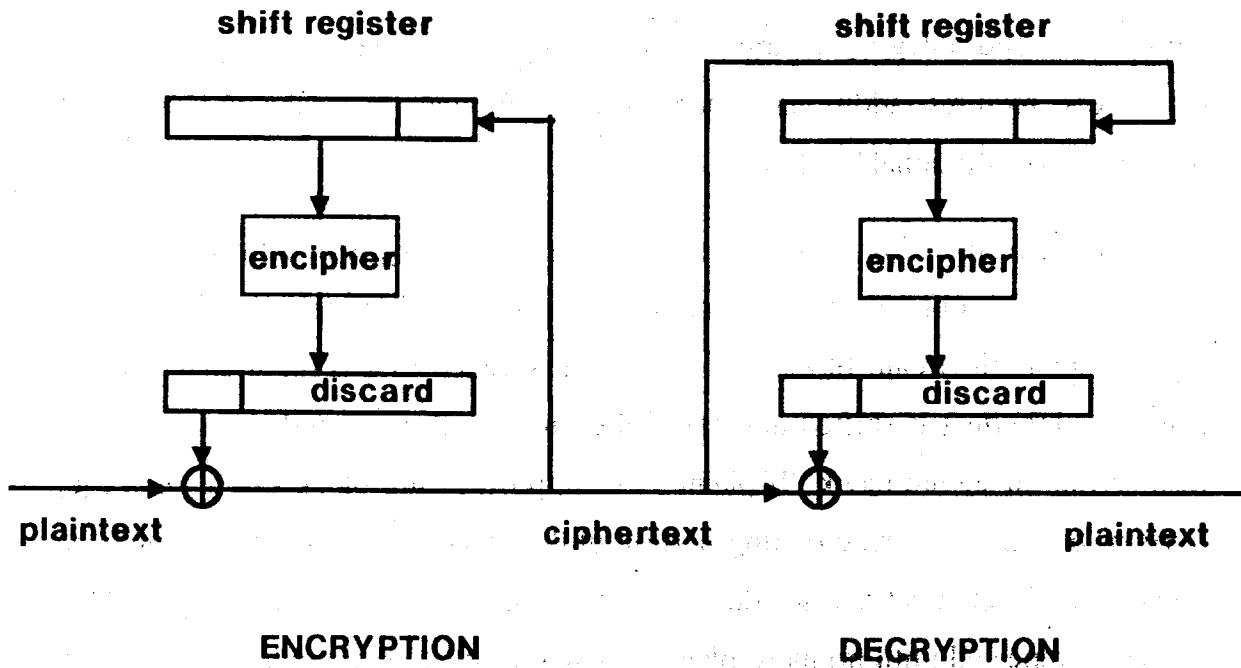 shift register
shift register
encipher
encipher
discard
discard
plaintext
ciphertext
plaintext
ENCRYPTION
DECRYPTION